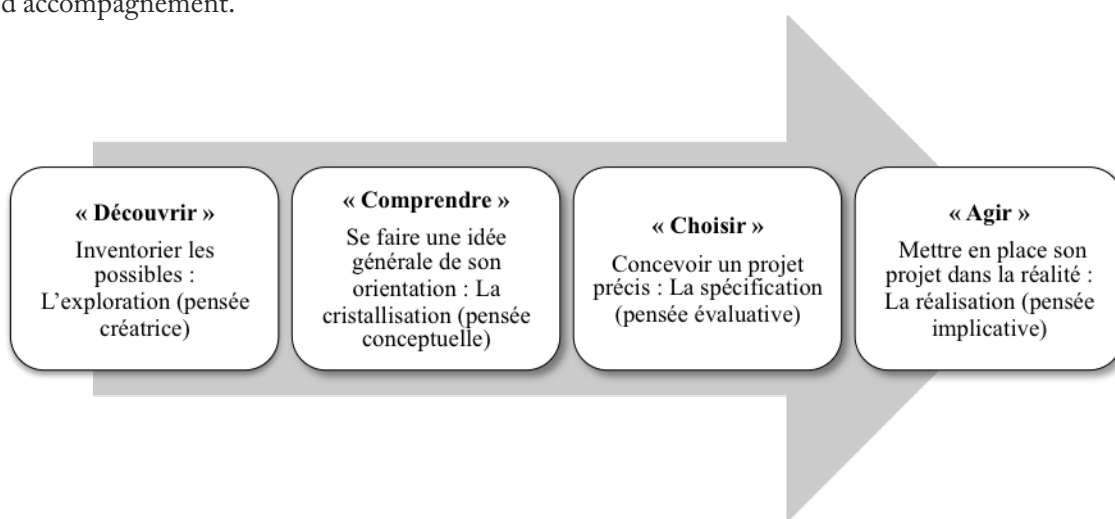 d'accompagnement.
« Découvrir »
Inventorier les
possibles :
L'exploration (pensée
créatrice)
« Comprendre »
Se faire une idée
générale de son
orientation : La
cristallisation (pensée
conceptuelle)
« Choisir »
Concevoir un projet
précis : La spécification
(pensée évaluative)
« Agir »
Mettre en place son
projet dans la réalité :
La réalisation (pensée
implicative)